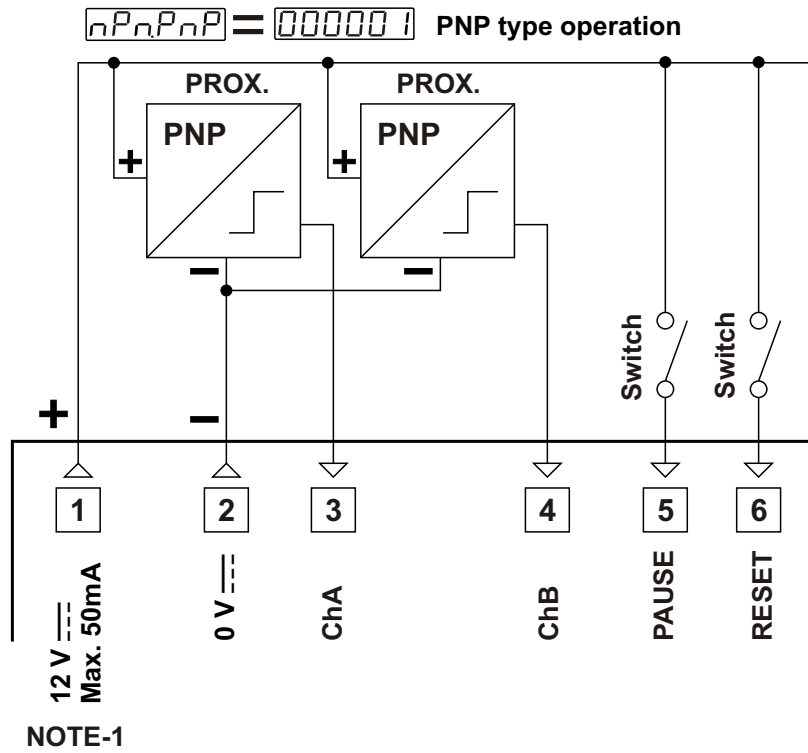 nPn.PnP = 000001 PNP type operation
PROX. PROX.
PNP PNP
+ +
− −
Switch Switch
+ −
1 2 3 4 5 6
12 V
Max. 50mA
0 V
ChA
ChB
PAUSE
RESET
NOTE-1